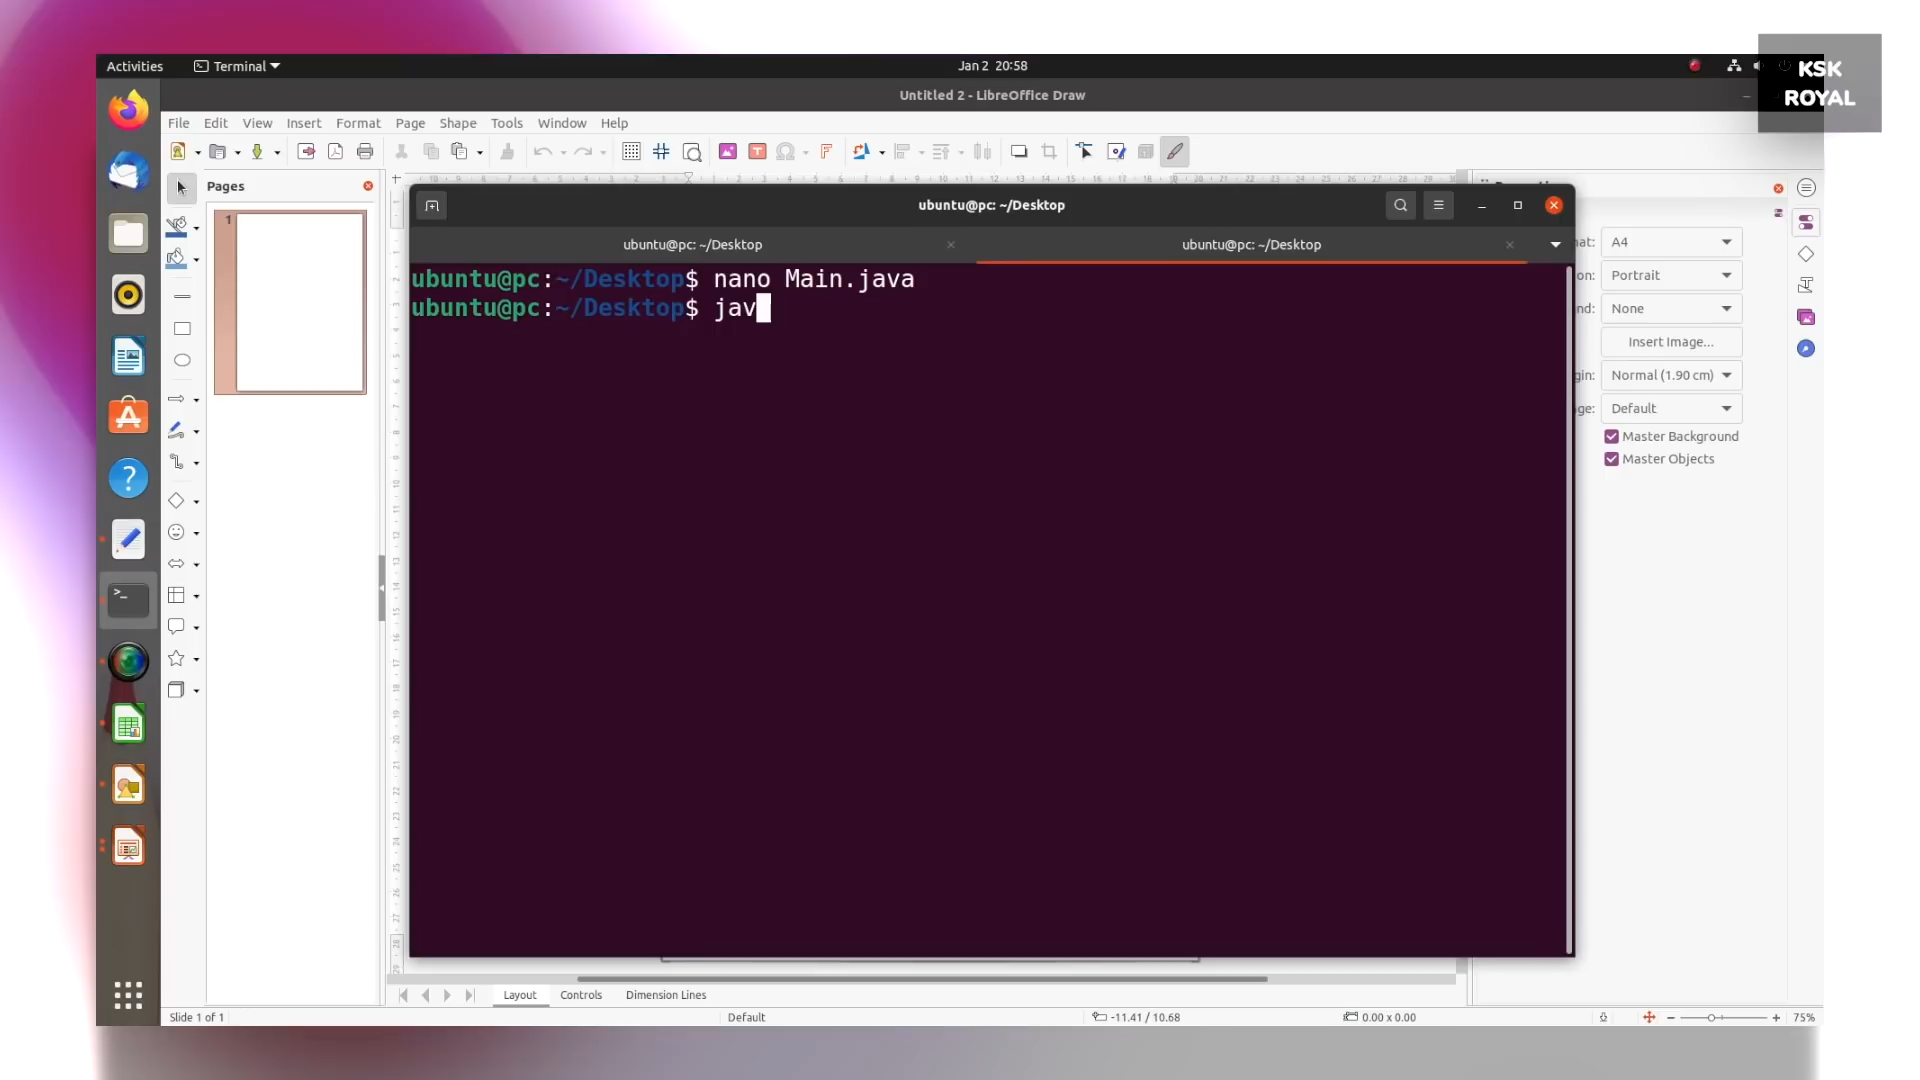 Activities
Terminal
Jan 2 20:58
KSK
ROYAL
Untitled 2 - LibreOffice Draw
File Edit View Insert Format Page Shape Tools Window Help
Pages
1
ubuntu@pc: ~/Desktop
ubuntu@pc: ~/Desktop
ubuntu@pc: ~/Desktop
ubuntu@pc:~/Desktop$ nano Main.java
ubuntu@pc:~/Desktop$ jav
A4
Portrait
None
Insert Image...
Normal (1.90 cm)
Default
Master Background
Master Objects
Layout Controls Dimension Lines
Slide 1 of 1
Default
-11.41 / 10.68
0.00 x 0.00
75%